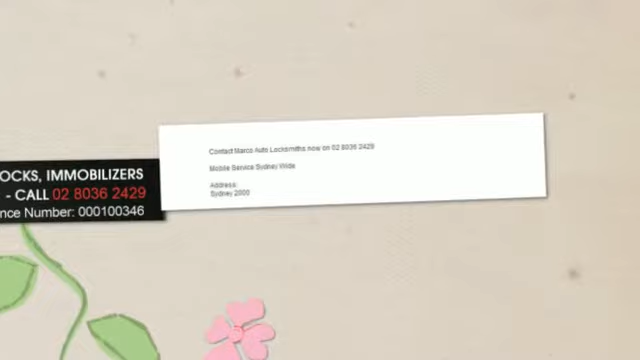 OCKS, IMMOBILIZERS
- CALL 02 8036 2429
nce Number: 000100346
Contact Marco Auto Locksmiths now on 02 8036 2429
Mobile Service Sydney Wide
Address:
Sydney 2000